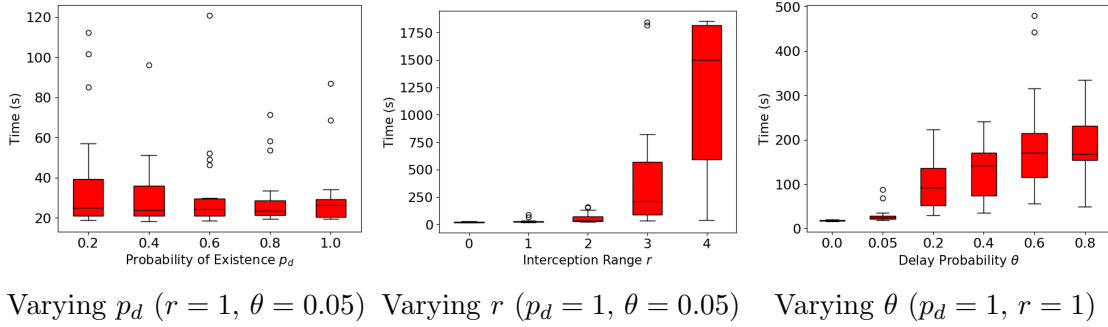 120
100
80
60
40
20
Time (s)
0.2 0.4 0.6 0.8 1.0
Probability of Existence p_d
1750
1500
1250
1000
750
500
250
0
Time (s)
0 1 2 3 4
Interception Range r
500
400
300
200
100
0
Time (s)
0.0 0.05 0.2 0.4 0.6 0.8
Delay Probability θ
Varying p_d (r = 1, θ = 0.05)
Varying r (p_d = 1, θ = 0.05)
Varying θ (p_d = 1, r = 1)